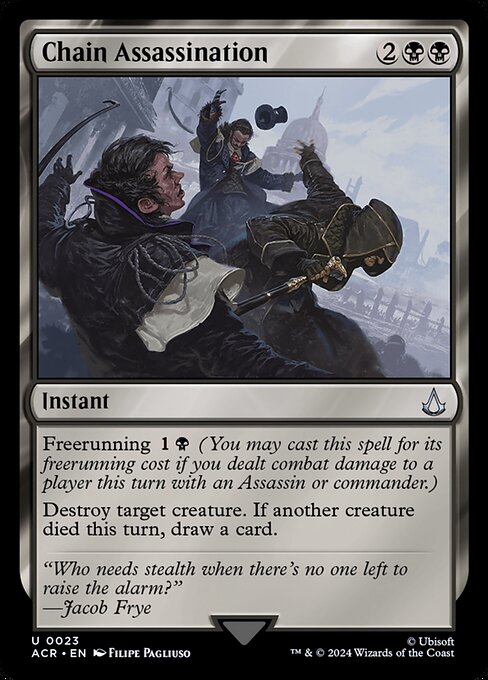 Chain Assassination 2
Instant
Freerunning 1 (You may cast this spell for its
freerunning cost if you dealt combat damage to a
player this turn with an Assassin or commander.)
Destroy target creature. If another creature
died this turn, draw a card.
“Who needs stealth when there’s no one left to
raise the alarm?”
—Jacob Frye
U 0023
ACR • EN Filipe Pagliuso
© Ubisoft
™ & © 2024 Wizards of the Coast